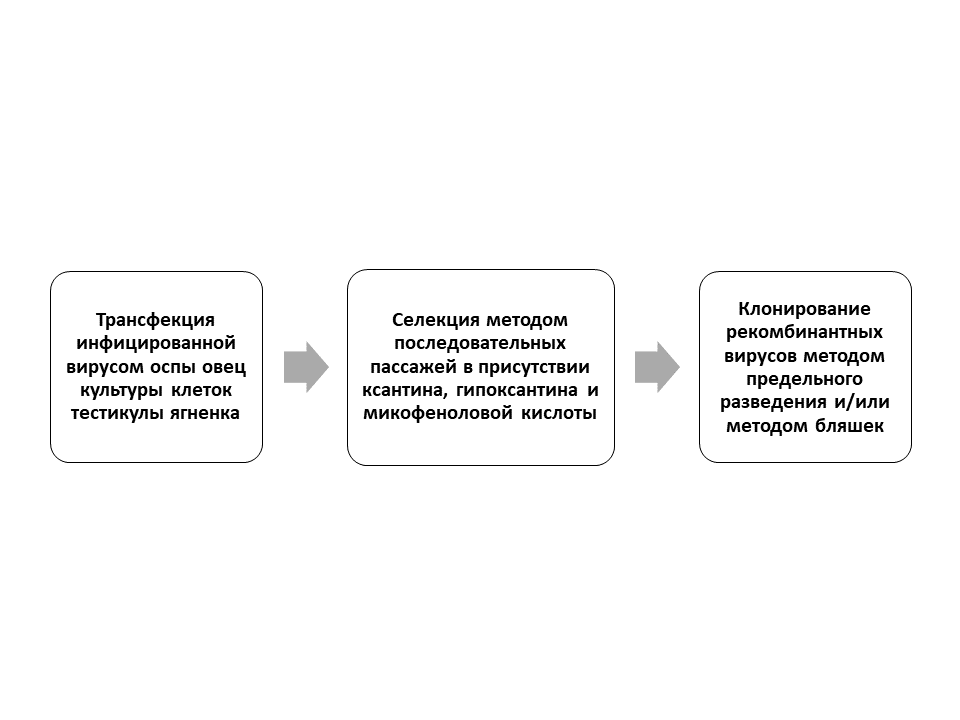 Трансфекция
инфицированной
вирусом оспы овец
культуры клеток
тестикулы ягненка
Селекция методом
последовательных
пассажей в присутствии
ксантина, гипоксантина и
микофеноловой кислоты
Клонирование
рекомбинантных
вирусов методом
предельного
разведения и/или
методом бляшек